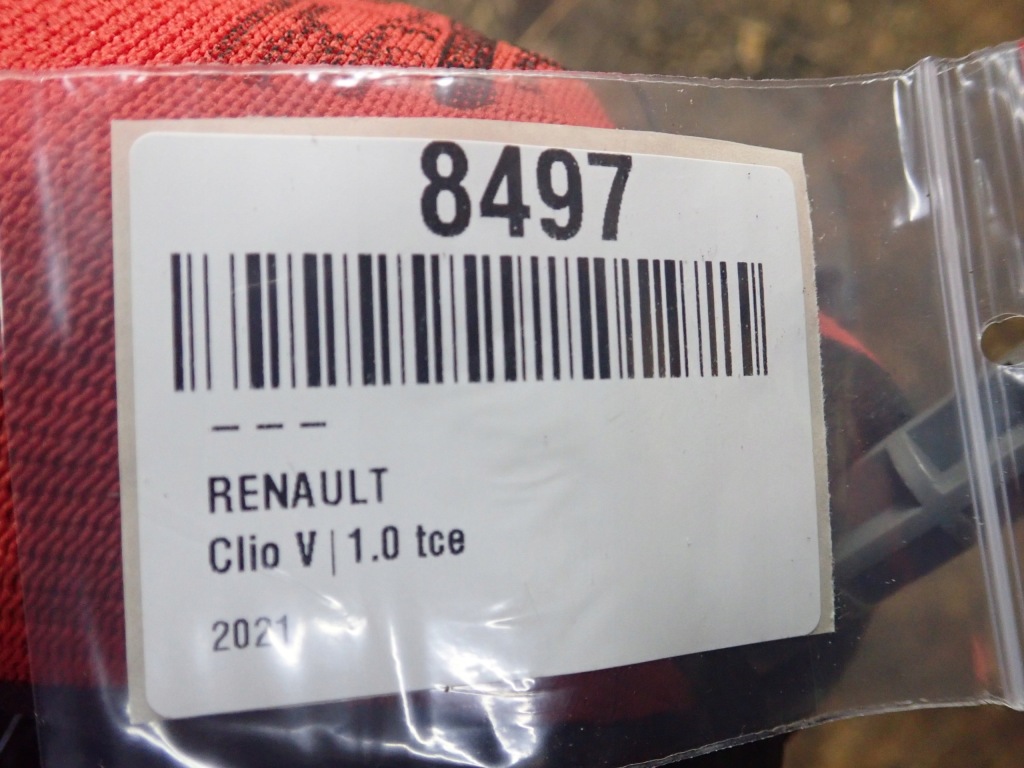 8497
– – –
RENAULT
Clio V | 1.0 tce
2021